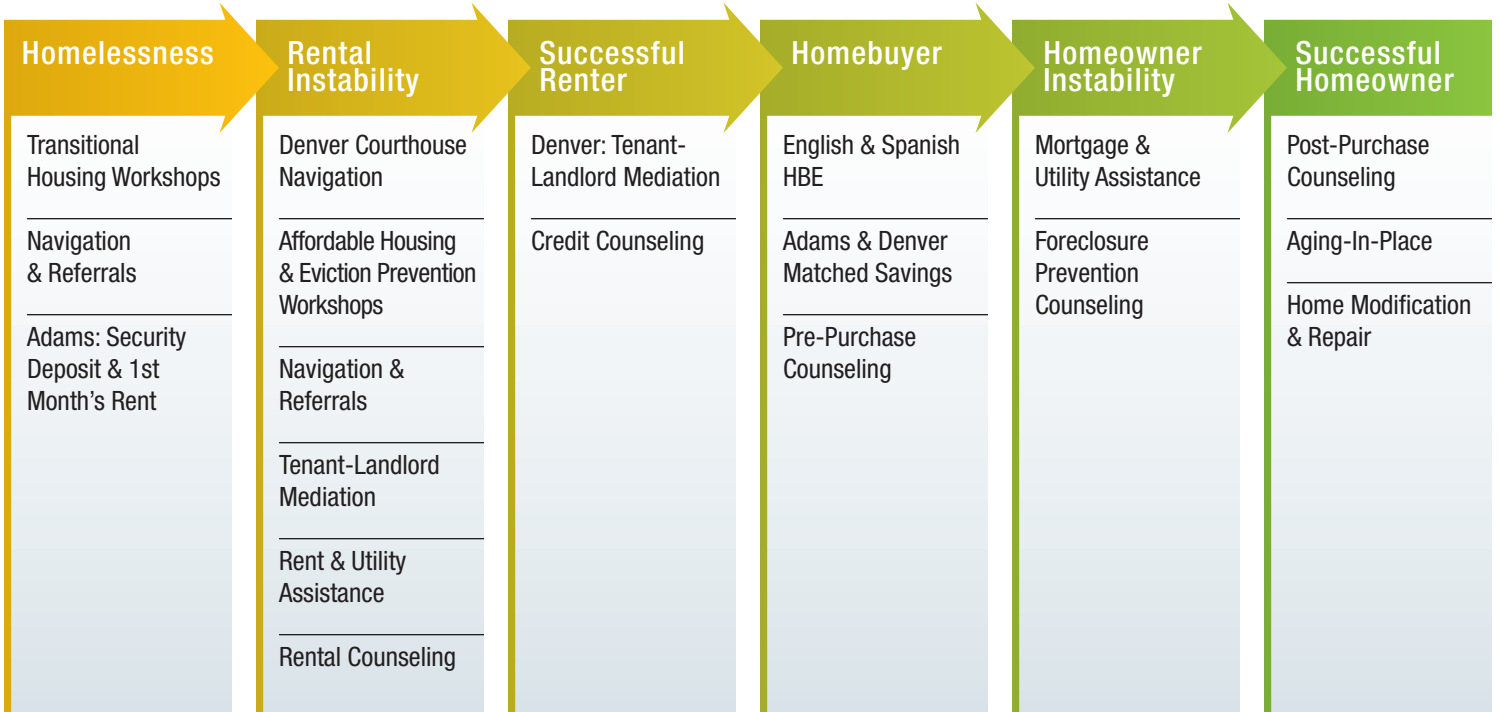 Homelessness
Transitional
Housing Workshops
Navigation
& Referrals
Adams: Security
Deposit & 1st
Month’s Rent
Rental
Instability
Denver Courthouse
Navigation
Affordable Housing
& Eviction Prevention
Workshops
Navigation &
Referrals
Tenant-Landlord
Mediation
Rent & Utility
Assistance
Rental Counseling
Successful
Renter
Denver: Tenant-
Landlord Mediation
Credit Counseling
Homebuyer
English & Spanish
HBE
Adams & Denver
Matched Savings
Pre-Purchase
Counseling
Homeowner
Instability
Mortgage &
Utility Assistance
Foreclosure
Prevention
Counseling
Successful
Homeowner
Post-Purchase
Counseling
Aging-In-Place
Home Modification
& Repair